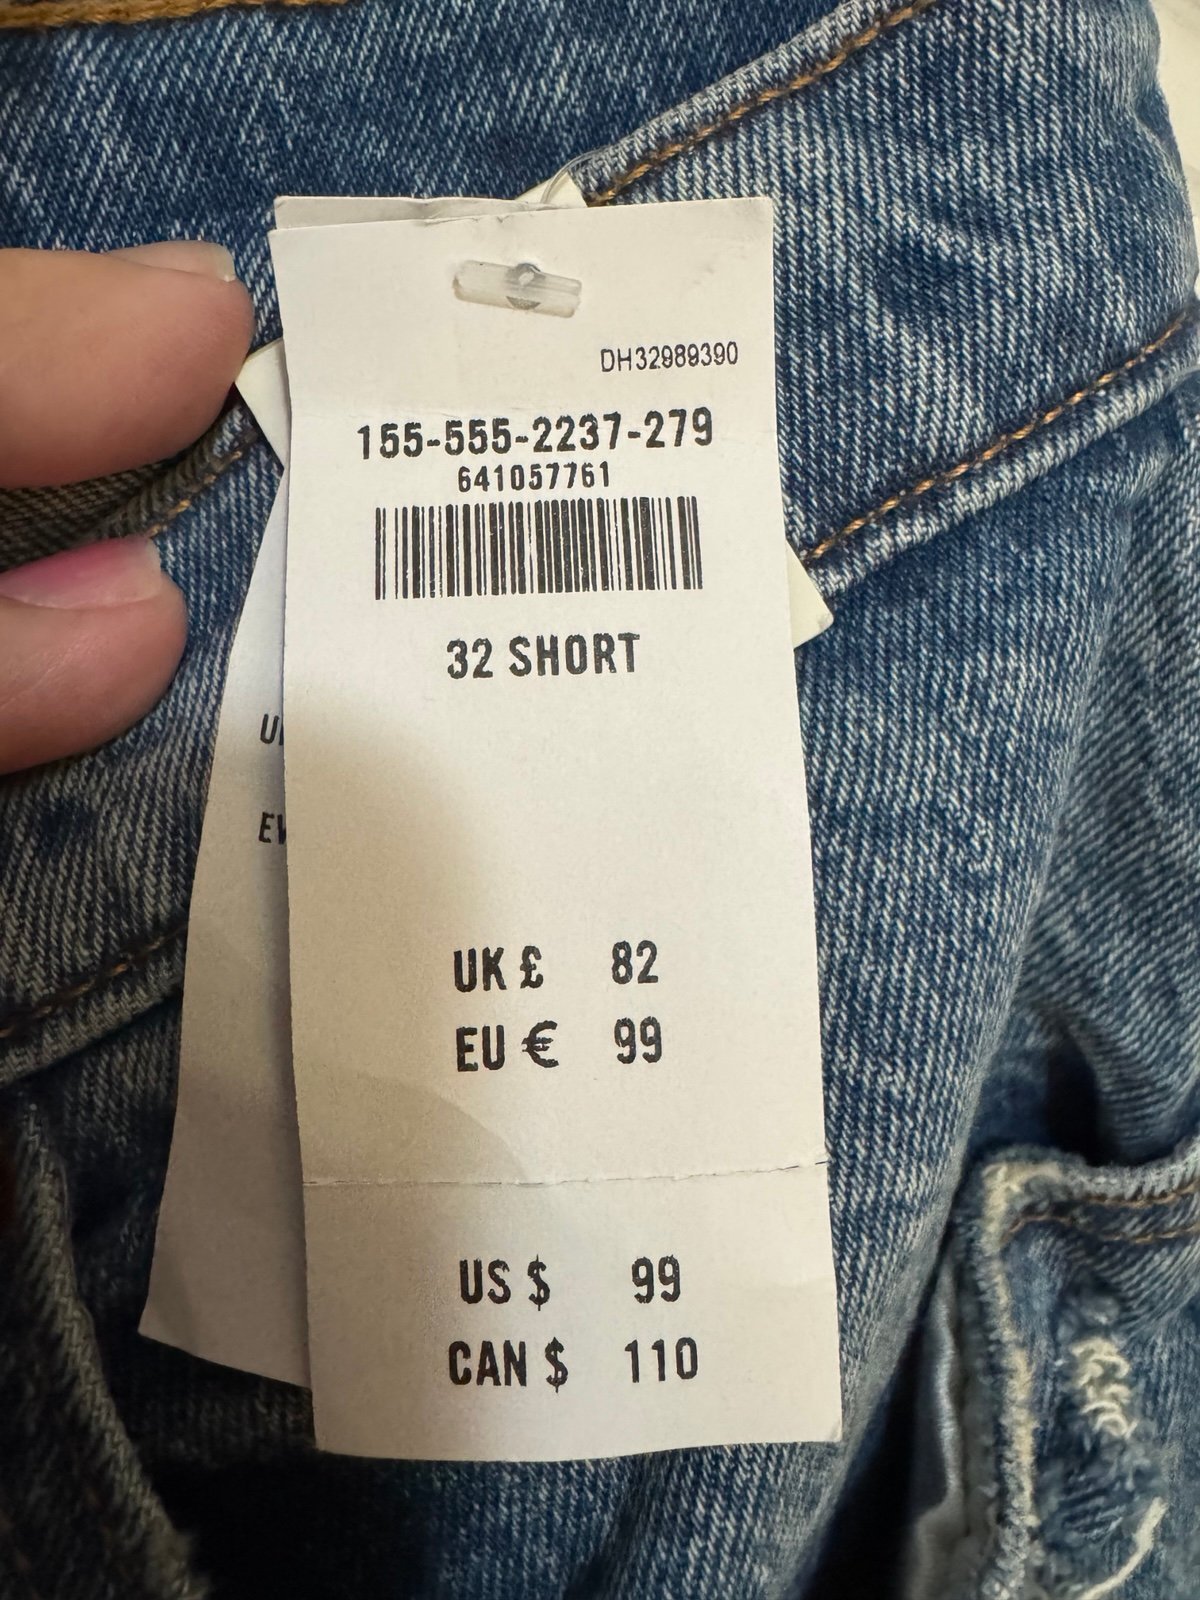 DH32989390
155-555-2237-279
641057761
32 SHORT
UK £ 82
EU € 99
US $ 99
CAN $ 110